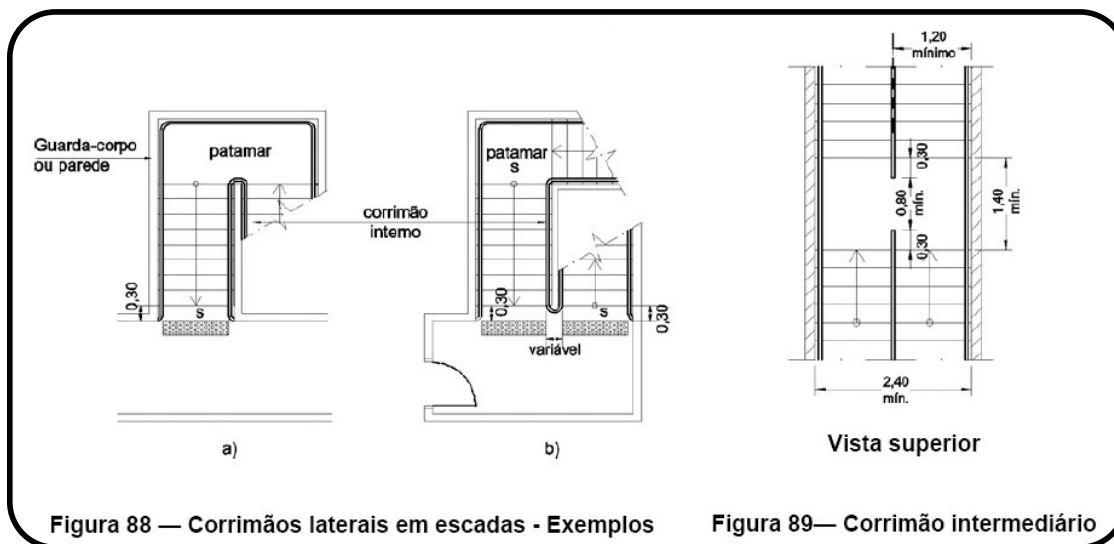 Guarda-corpo
ou parede
patamar
0,30
s
a)
corrimão
interno
patamar
s
0,30
s
0,30
variável
b)
Figura 88 — Corrimãos laterais em escadas - Exemplos
1,20
mínimo
0,30
0,80
mín.
0,30
1,40
mín.
2,40
mín.
Vista superior
Figura 89— Corrimão intermediário